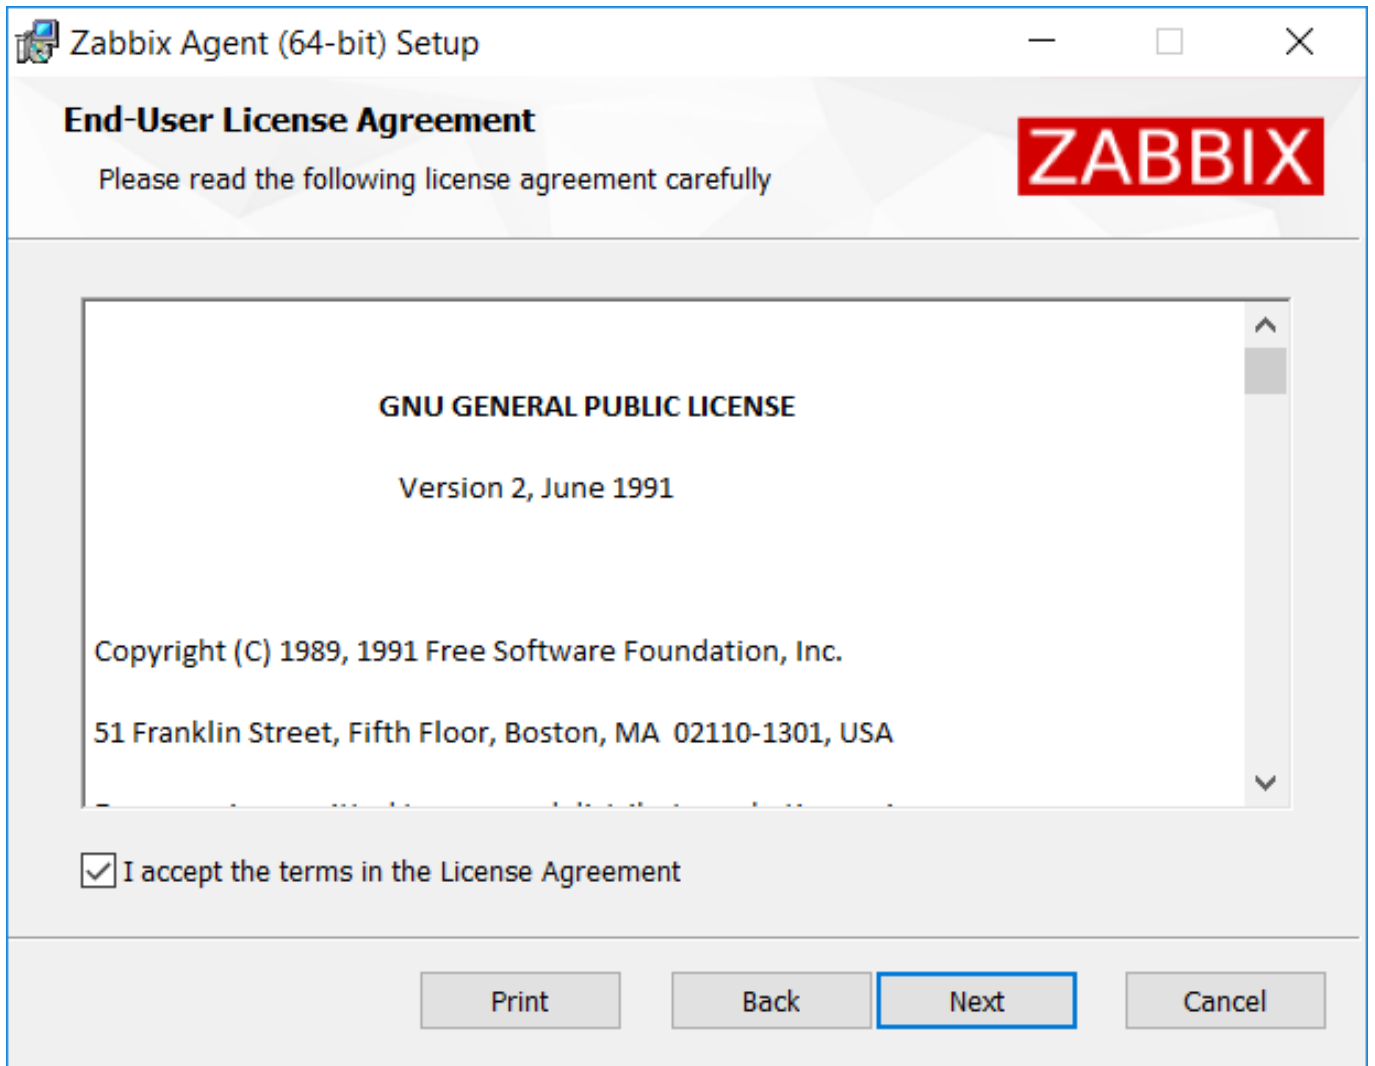 Zabbix Agent (64-bit) Setup
End-User License Agreement
Please read the following license agreement carefully
ZABBIX
GNU GENERAL PUBLIC LICENSE
Version 2, June 1991
Copyright (C) 1989, 1991 Free Software Foundation, Inc.
51 Franklin Street, Fifth Floor, Boston, MA  02110-1301, USA
I accept the terms in the License Agreement
Print
Back
Next
Cancel